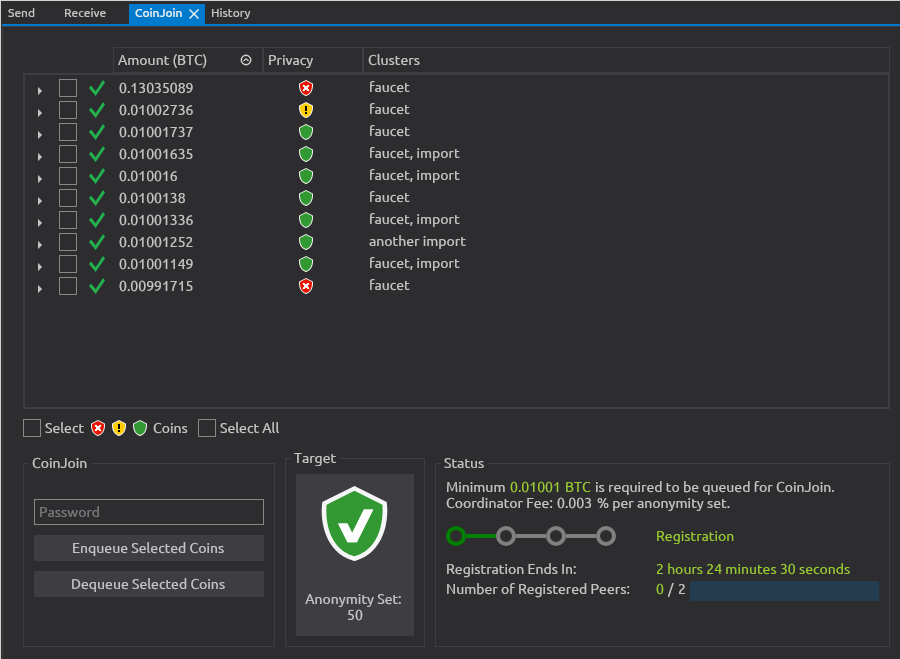 Send Receive CoinJoin History
Amount (BTC) Privacy Clusters
0.13035089 faucet
0.01002736 faucet
0.01001737 faucet
0.01001635 faucet, import
0.010016 faucet, import
0.0100138 faucet
0.01001336 faucet, import
0.01001252 another import
0.01001149 faucet, import
0.00991715 faucet
Select Coins Select All
CoinJoin
Password
Enqueue Selected Coins
Dequeue Selected Coins
Target
Anonymity Set:
50
Status
Minimum 0.01001 BTC is required to be queued for CoinJoin.
Coordinator Fee: 0.003 % per anonymity set.
Registration
Registration Ends In: 2 hours 24 minutes 30 seconds
Number of Registered Peers: 0 / 2